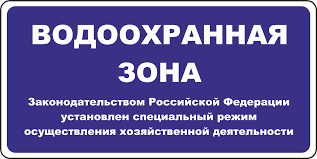 ВОДООХРАННАЯ
ЗОНА
Законодательством Российской Федерации
установлен специальный режим
осуществления хозяйственной деятельности